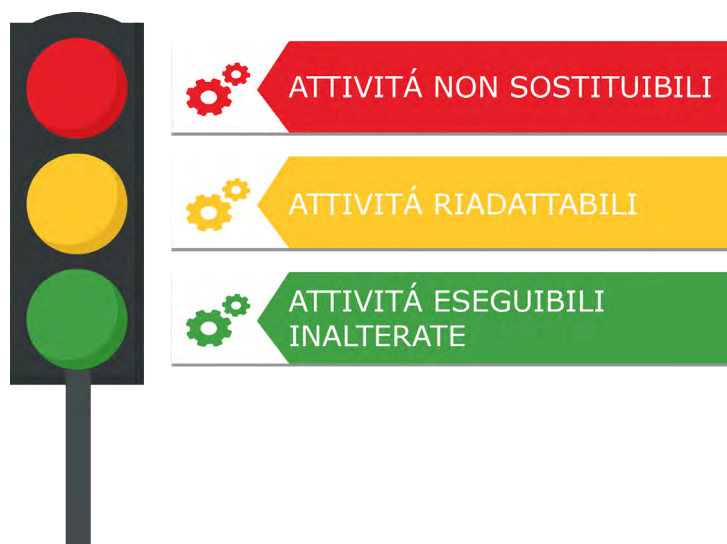 ATTIVITÁ NON SOSTITUIBILI
ATTIVITÁ RIADATTABILI
ATTIVITÁ ESEGUIBILI
INALTERATE